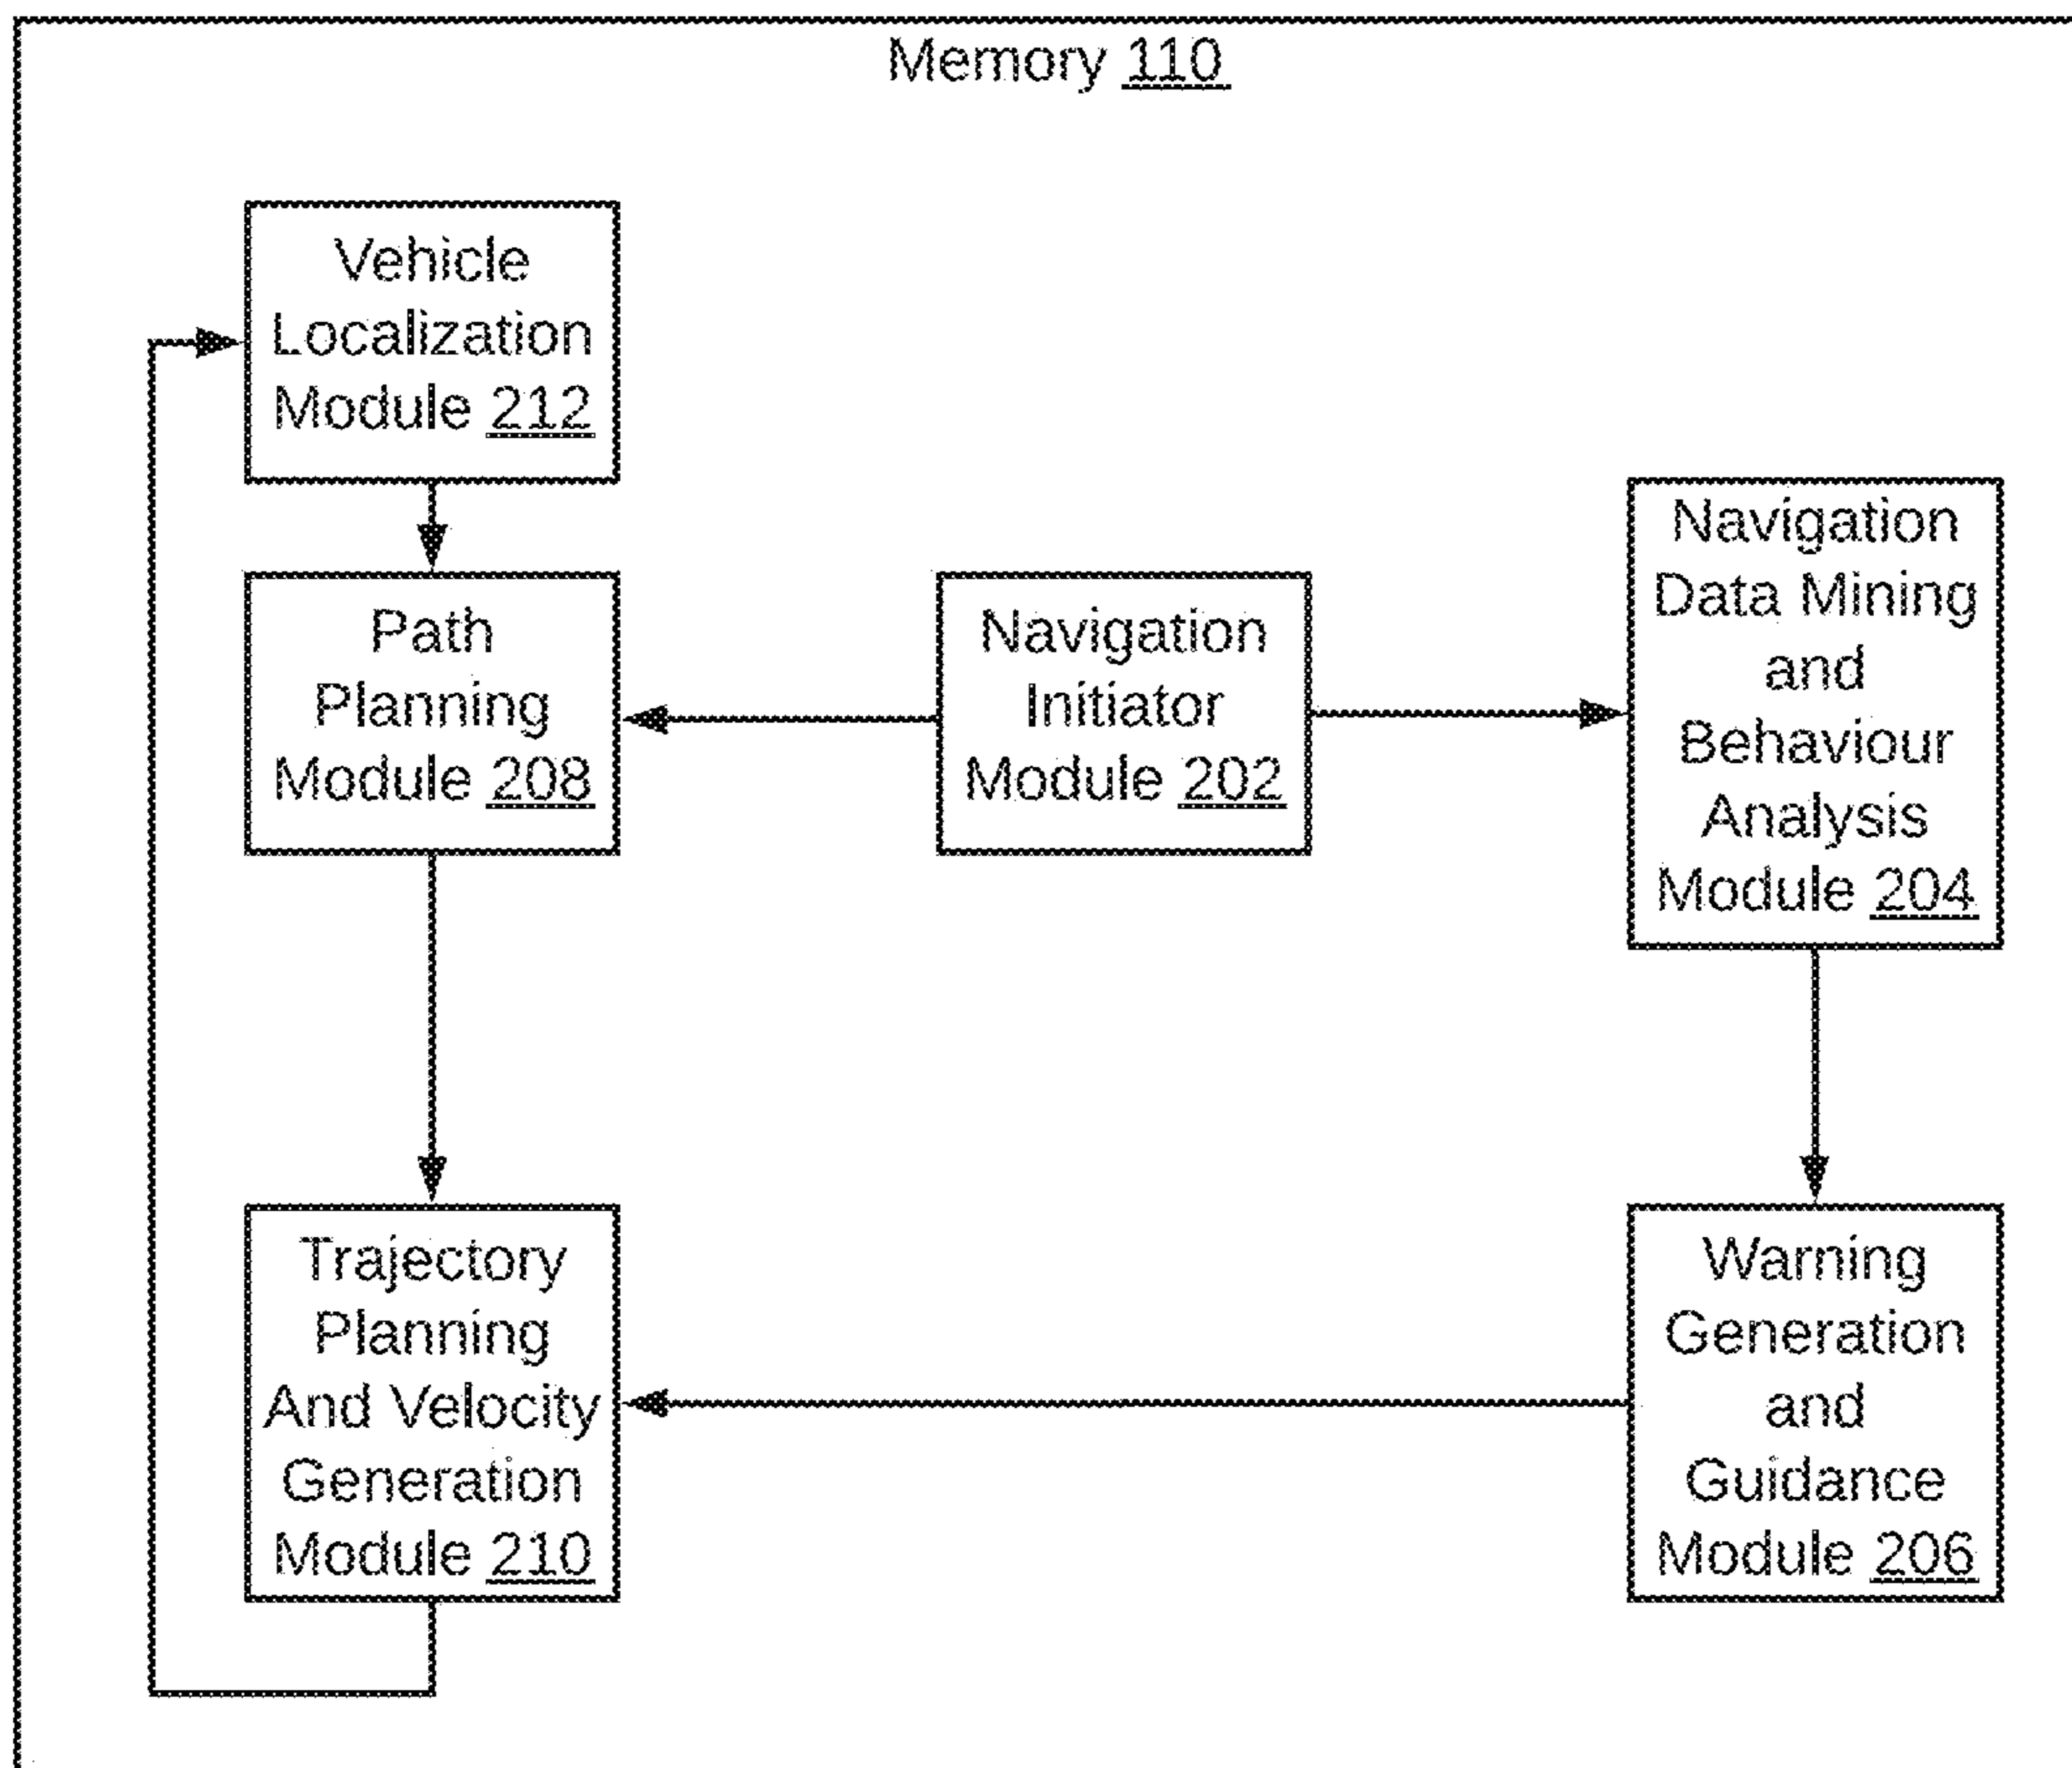 Memory 110
Vehicle
Localization
Module 212
Path
Planning
Module 208
Navigation
Initiator
Module 202
Navigation
Data Mining
and
Behaviour
Analysis
Module 204
Trajectory
Planning
And Velocity
Generation
Module 210
Warning
Generation
and
Guidance
Module 206